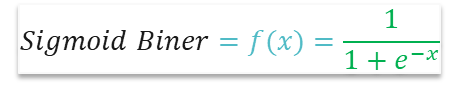 Sigmoid Biner = f(x) = 1 / (1 + e^{-x})